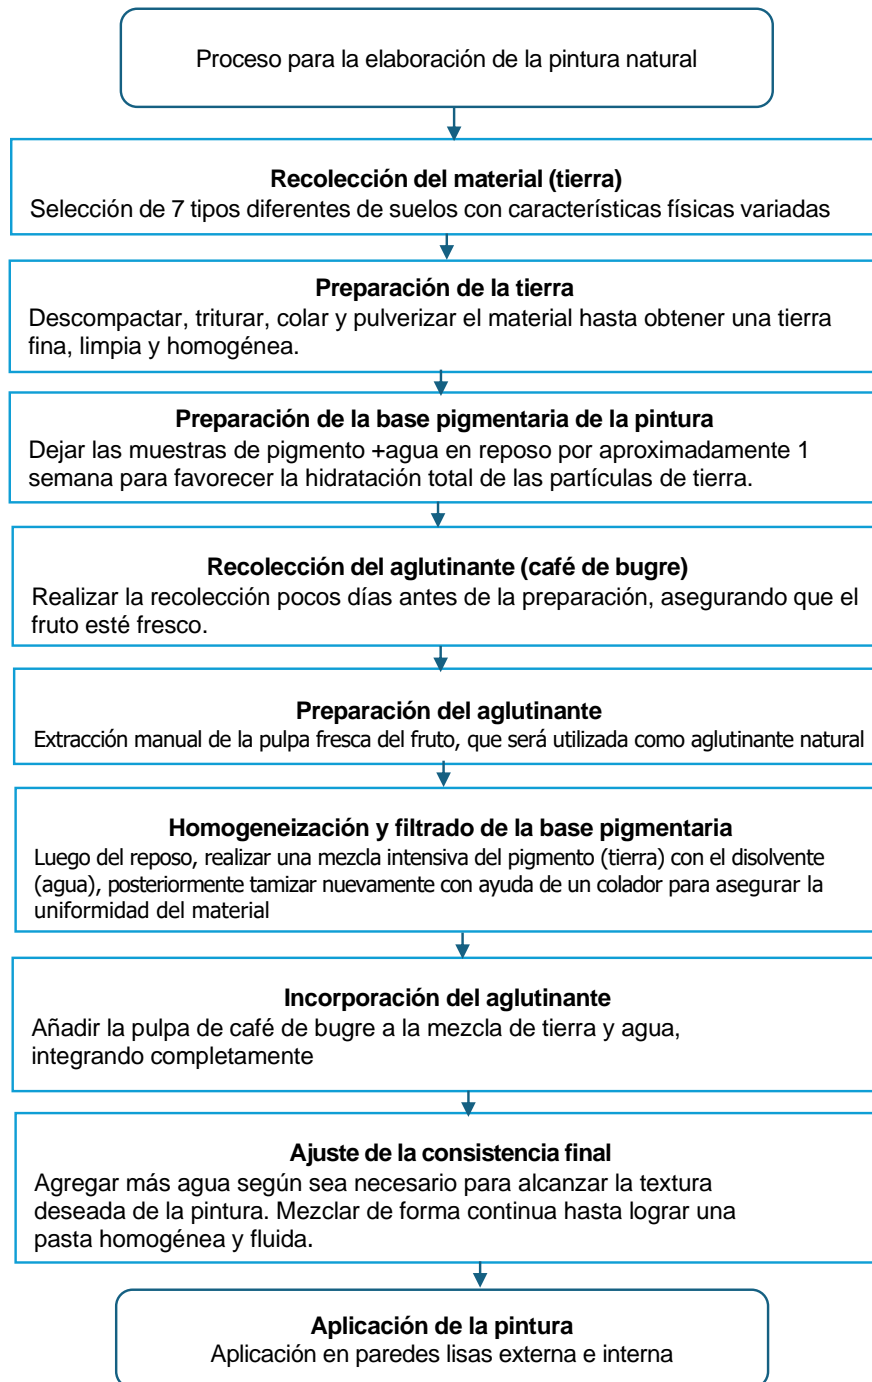 Proceso para la elaboración de la pintura natural
Recolección del material (tierra)
Selección de 7 tipos diferentes de suelos con características físicas variadas
Preparación de la tierra
Descompactar, triturar, colar y pulverizar el material hasta obtener una tierra
fina, limpia y homogénea.
Preparación de la base pigmentaria de la pintura
Dejar las muestras de pigmento +agua en reposo por aproximadamente 1
semana para favorecer la hidratación total de las partículas de tierra.
Recolección del aglutinante (café de bugre)
Realizar la recolección pocos días antes de la preparación, asegurando que el
fruto esté fresco.
Preparación del aglutinante
Extracción manual de la pulpa fresca del fruto, que será utilizada como aglutinante natural
Homogeneización y filtrado de la base pigmentaria
Luego del reposo, realizar una mezcla intensiva del pigmento (tierra) con el disolvente
(agua), posteriormente tamizar nuevamente con ayuda de un colador para asegurar la
uniformidad del material
Incorporación del aglutinante
Añadir la pulpa de café de bugre a la mezcla de tierra y agua,
integrando completamente
Ajuste de la consistencia final
Agregar más agua según sea necesario para alcanzar la textura
deseada de la pintura. Mezclar de forma continua hasta lograr una
pasta homogénea y fluida.
Aplicación de la pintura
Aplicación en paredes lisas externa e interna